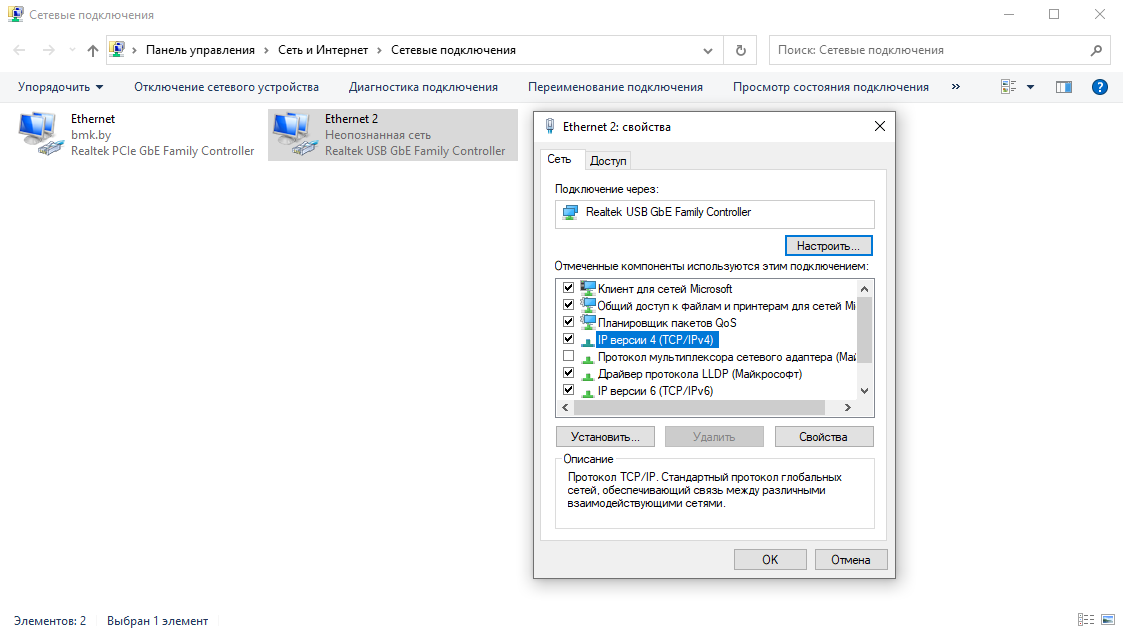 Сетевые подключения
Панель управления > Сеть и Интернет > Сетевые подключения
Поиск: Сетевые подключения
Упорядочить Отключение сетевого устройства Диагностика подключения Переименование подключения Просмотр состояния подключения »
Ethernet
bmk.by
Realtek PCIe GbE Family Controller
Ethernet 2
Неопознанная сеть
Realtek USB GbE Family Controller
Ethernet 2: свойства
Сеть Доступ
Подключение через:
Realtek USB GbE Family Controller
Настроить...
Отмеченные компоненты используются этим подключением:
Клиент для сетей Microsoft
Общий доступ к файлам и принтерам для сетей Mi
Планировщик пакетов QoS
IP версии 4 (TCP/IPv4)
Протокол мультиплексора сетевого адаптера (Май
Драйвер протокола LLDP (Майкрософт)
IP версии 6 (TCP/IPv6)
Установить... Удалить Свойства
Описание
Протокол TCP/IP. Стандартный протокол глобальных
сетей, обеспечивающий связь между различными
взаимодействующими сетями.
OK Отмена
Элементов: 2 Выбран 1 элемент